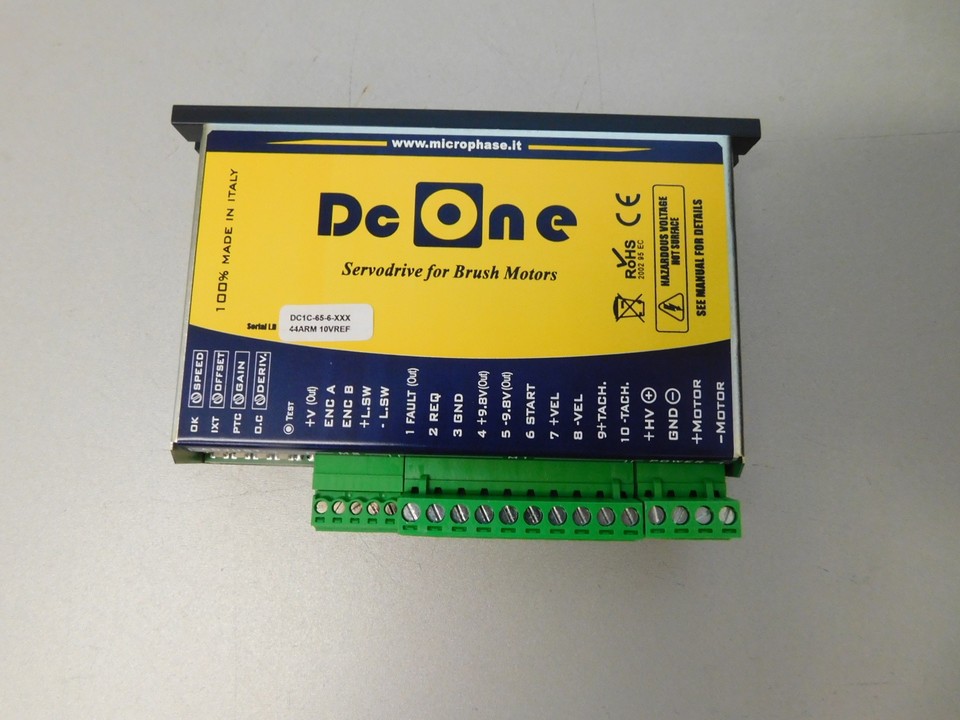 www.microphase.it
100% MADE IN ITALY
Dc One
Servodrive for Brush Motors
CE
RoHS
2002 95 EC
HAZARDOUS VOLTAGE
HOT SURFACE
SEE MANUAL FOR DETAILS
DC1C-65-6-XXX
44ARM 10VREF
SPEED
OFFSET
GAIN
DERIV.
OK
IXT
PTC
D.C
TEST
+V (Out)
ENC A
ENC B
+L.SW
- L.SW
1 FAULT (Out)
2 REQ
3 GND
4 +9.8V(Out)
5 -9.8V(Out)
6 START
7 +VEL
8 -VEL
9+TACH.
10 -TACH.
+HV
GND
+MOTOR
-MOTOR
POWER